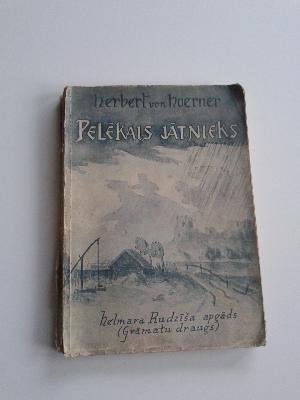 herbert von hoerner
PELĒKAIS JĀTNIEKS
helmara Rudzīša apgāds
(Grāmatu draugs)